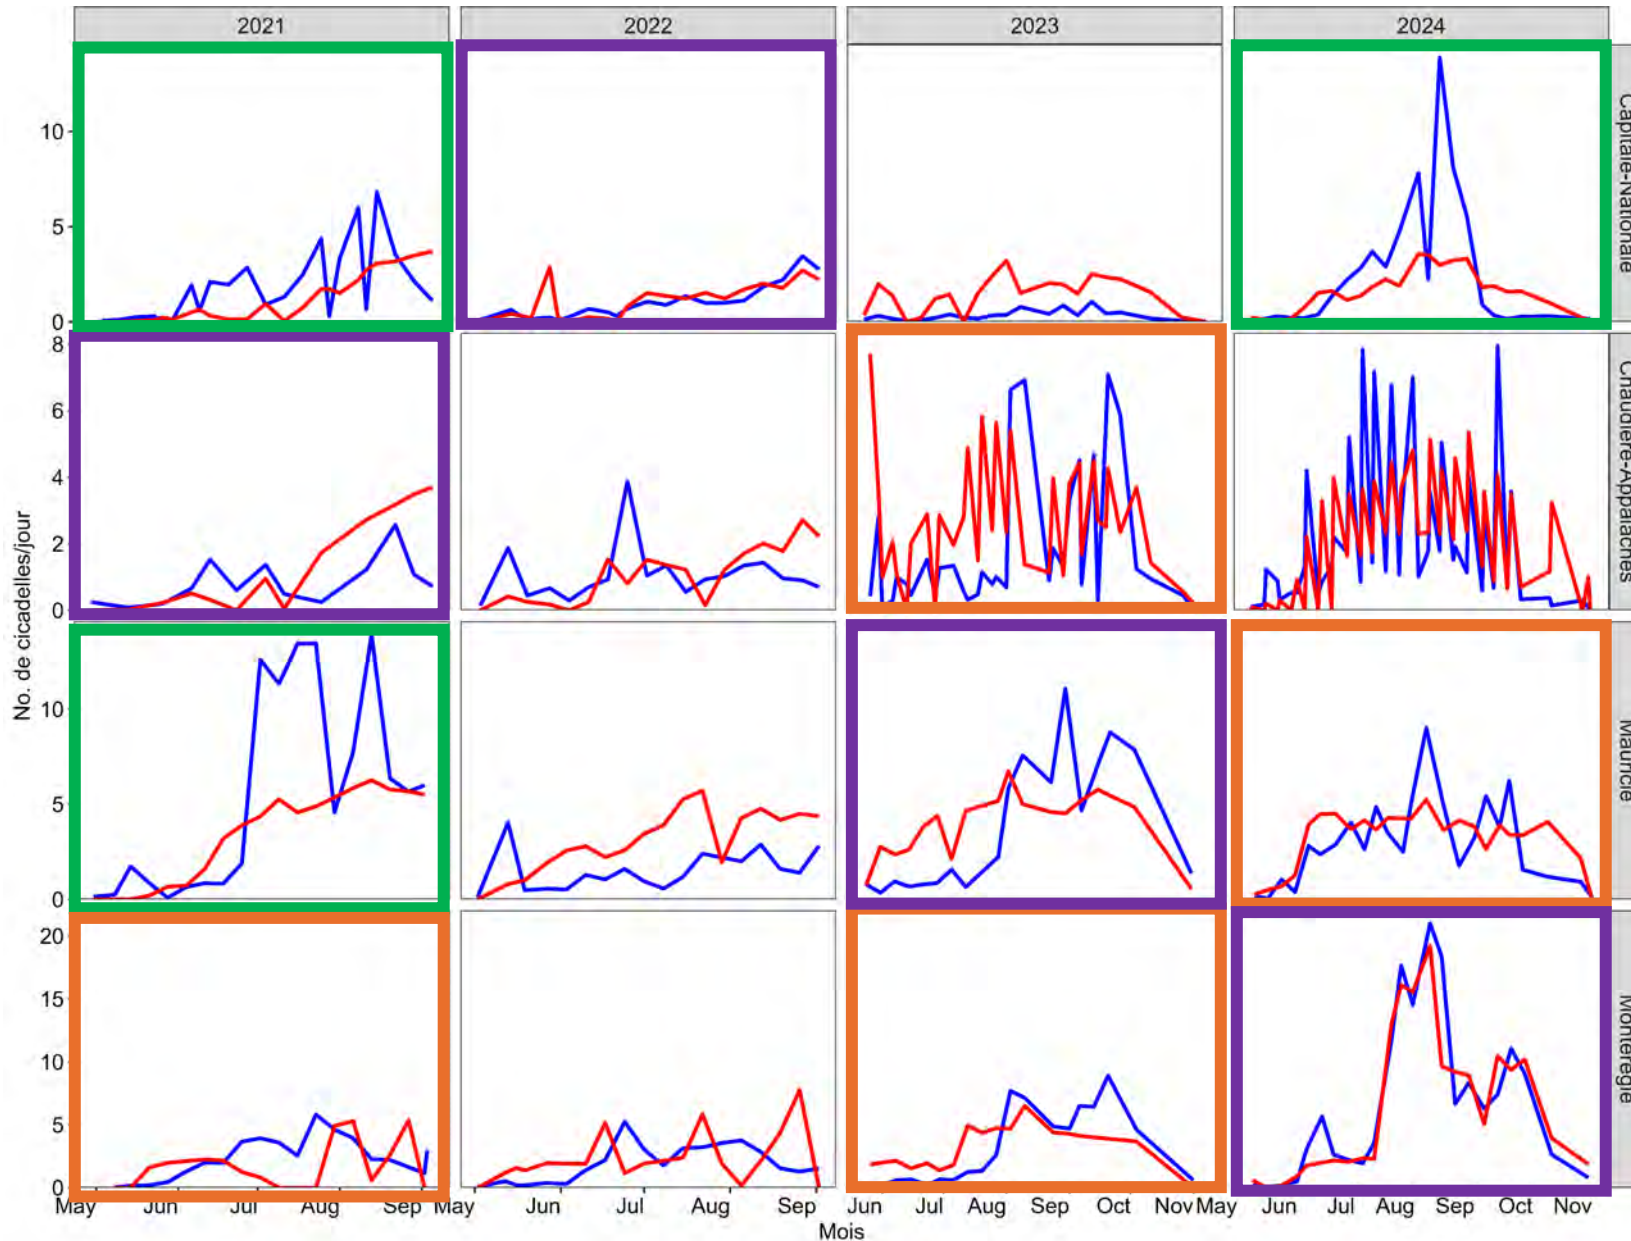 2021 2022 2023 2024
10
5
0
Capitale-Nationale
8
6
4
2
0
Chaudière-Appalaches
No. de cicadelles/jour
10
5
0
Mauricie
20
15
10
5
0
Montérégie
May Jun Jul Aug Sep May Jun Jul Aug Sep Jun Jul Aug Sep Oct Nov May Jun Jul Aug Sep Oct Nov
Mois